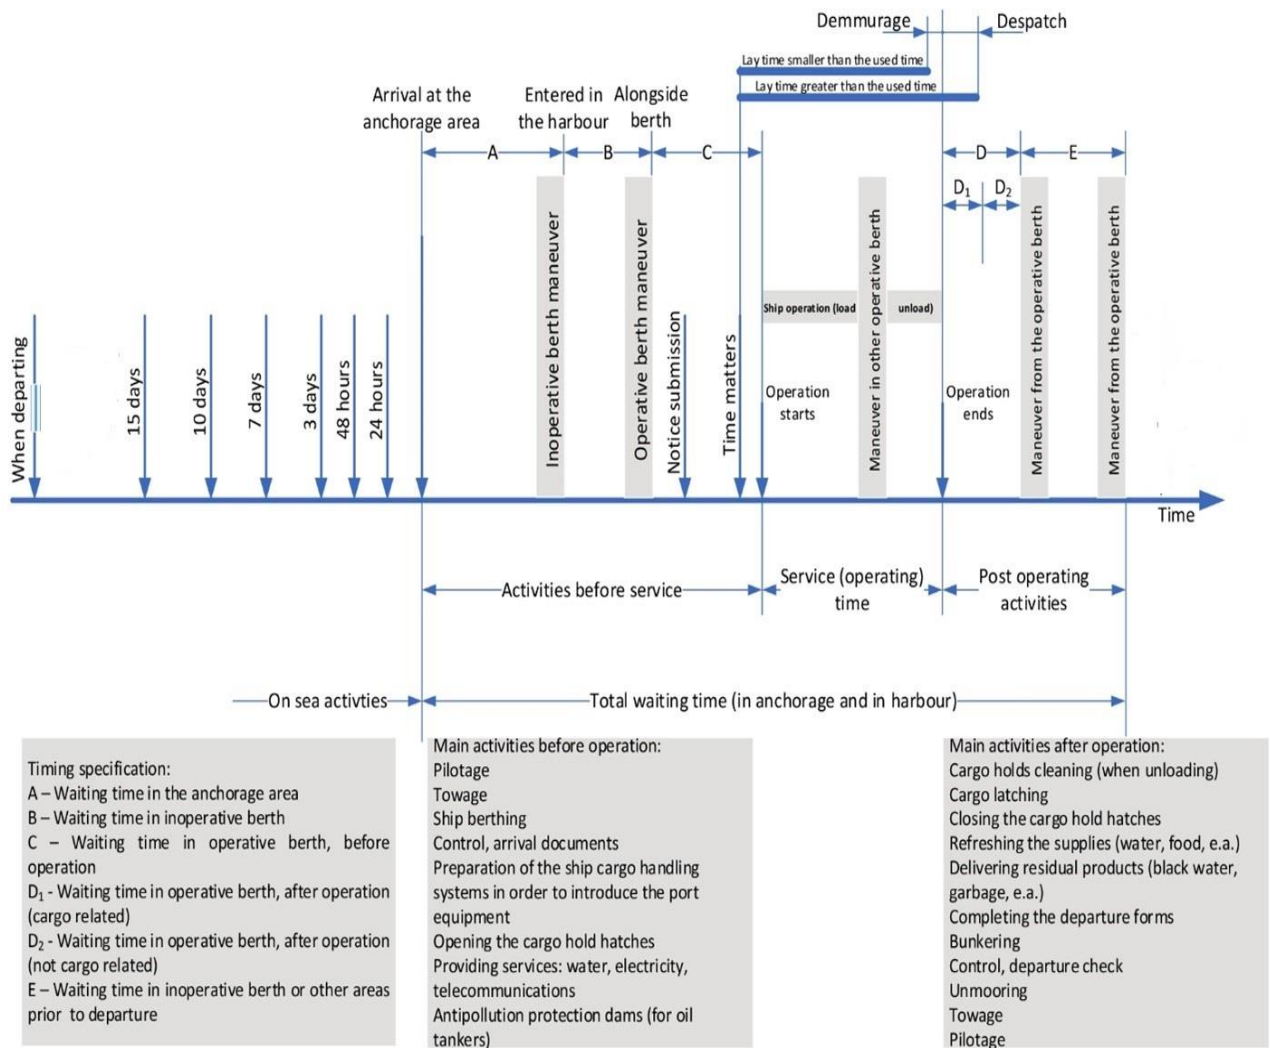 Demmurage
Despatch
Lay time smaller than the used time
Lay time greater than the used time
Arrival at the
anchorage area
Entered in
the harbour
Alongside
berth
A
B
C
D
E
D1
D2
When departing
15 days
10 days
7 days
3 days
48 hours
24 hours
Inoperative berth maneuver
Operative berth maneuver
Notice submission
Time matters
Operation
starts
Ship operation (load
unload)
Maneuver in other operative berth
Operation
ends
Maneuver from the operative berth
Maneuver from the operative berth
Time
Activities before service
Service (operating)
time
Post operating
activities
On sea activties
Total waiting time (in anchorage and in harbour)
Timing specification:
A – Waiting time in the anchorage area
B – Waiting time in inoperative berth
C – Waiting time in operative berth, before
operation
D1 - Waiting time in operative berth, after operation
(cargo related)
D2 - Waiting time in operative berth, after operation
(not cargo related)
E – Waiting time in inoperative berth or other areas
prior to departure
Main activities before operation:
Pilotage
Towage
Ship berthing
Control, arrival documents
Preparation of the ship cargo handling
systems in order to introduce the port
equipment
Opening the cargo hold hatches
Providing services: water, electricity,
telecommunications
Antipollution protection dams (for oil
tankers)
Main activities after operation:
Cargo holds cleaning (when unloading)
Cargo latching
Closing the cargo hold hatches
Refreshing the supplies (water, food, e.a.)
Delivering residual products (black water,
garbage, e.a.)
Completing the departure forms
Bunkering
Control, departure check
Unmooring
Towage
Pilotage